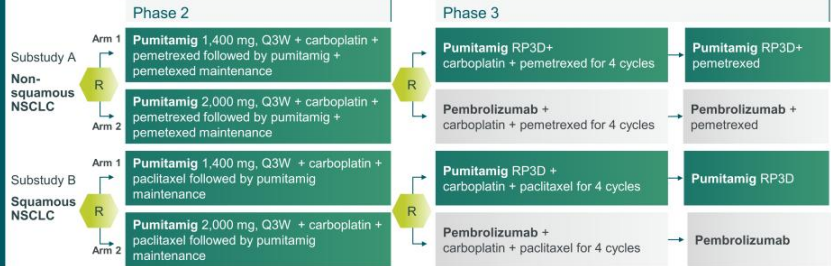 Phase 2
Phase 3
Substudy A
Non-
squamous
NSCLC
R
Arm 1
Pumitamig 1,400 mg, Q3W + carboplatin +
pemetrexed followed by pumitamig +
pemetexed maintenance
Arm 2
Pumitamig 2,000 mg, Q3W + carboplatin +
pemetrexed followed by pumitamig +
pemetexed maintenance
R
Pumitamig RP3D+
carboplatin + pemetrexed for 4 cycles
Pumitamig RP3D+
pemetrexed
Pembrolizumab +
carboplatin + pemetrexed for 4 cycles
Pembrolizumab +
pemetrexed
Substudy B
Squamous
NSCLC
R
Arm 1
Pumitamig 1,400 mg, Q3W + carboplatin +
paclitaxel followed by pumitamig
maintenance
Arm 2
Pumitamig 2,000 mg, Q3W + carboplatin +
paclitaxel followed by pumitamig
maintenance
R
Pumitamig RP3D +
carboplatin + paclitaxel for 4 cycles
Pumitamig RP3D
Pembrolizumab +
carboplatin + paclitaxel for 4 cycles
Pembrolizumab